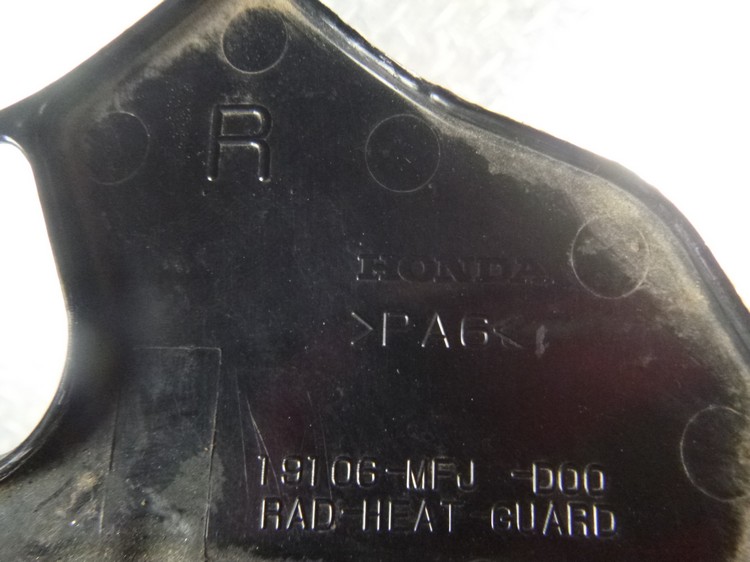 R
HONDA
>PA6<
19106-MFJ -D00
RAD HEAT GUARD